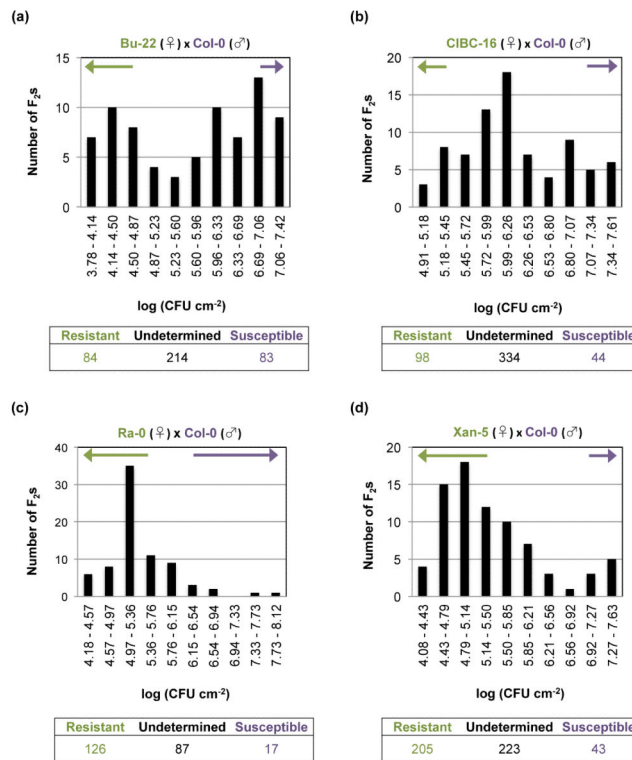 (a)
Bu-22 (♀) x Col-0 (♂)
Number of F2s
15
10
5
0
3.78 - 4.14
4.14 - 4.50
4.50 - 4.87
4.87 - 5.23
5.23 - 5.60
5.60 - 5.96
5.96 - 6.33
6.33 - 6.69
6.69 - 7.06
7.06 - 7.42
log (CFU cm-2)
Resistant Undetermined Susceptible
84 214 83
(b)
CIBC-16 (♀) x Col-0 (♂)
Number of F2s
20
15
10
5
0
4.91 - 5.18
5.18 - 5.45
5.45 - 5.72
5.72 - 5.99
5.99 - 6.26
6.26 - 6.53
6.53 - 6.80
6.80 - 7.07
7.07 - 7.34
7.34 - 7.61
log (CFU cm-2)
Resistant Undetermined Susceptible
98 334 44
(c)
Ra-0 (♀) x Col-0 (♂)
Number of F2s
40
30
20
10
0
4.18 - 4.57
4.57 - 4.97
4.97 - 5.36
5.36 - 5.76
5.76 - 6.15
6.15 - 6.54
6.54 - 6.94
6.94 - 7.33
7.33 - 7.73
7.73 - 8.12
log (CFU cm-2)
Resistant Undetermined Susceptible
126 87 17
(d)
Xan-5 (♀) x Col-0 (♂)
Number of F2s
20
15
10
5
0
4.08 - 4.43
4.43 - 4.79
4.79 - 5.14
5.14 - 5.50
5.50 - 5.85
5.85 - 6.21
6.21 - 6.56
6.56 - 6.92
6.92 - 7.27
7.27 - 7.63
log (CFU cm-2)
Resistant Undetermined Susceptible
205 223 43